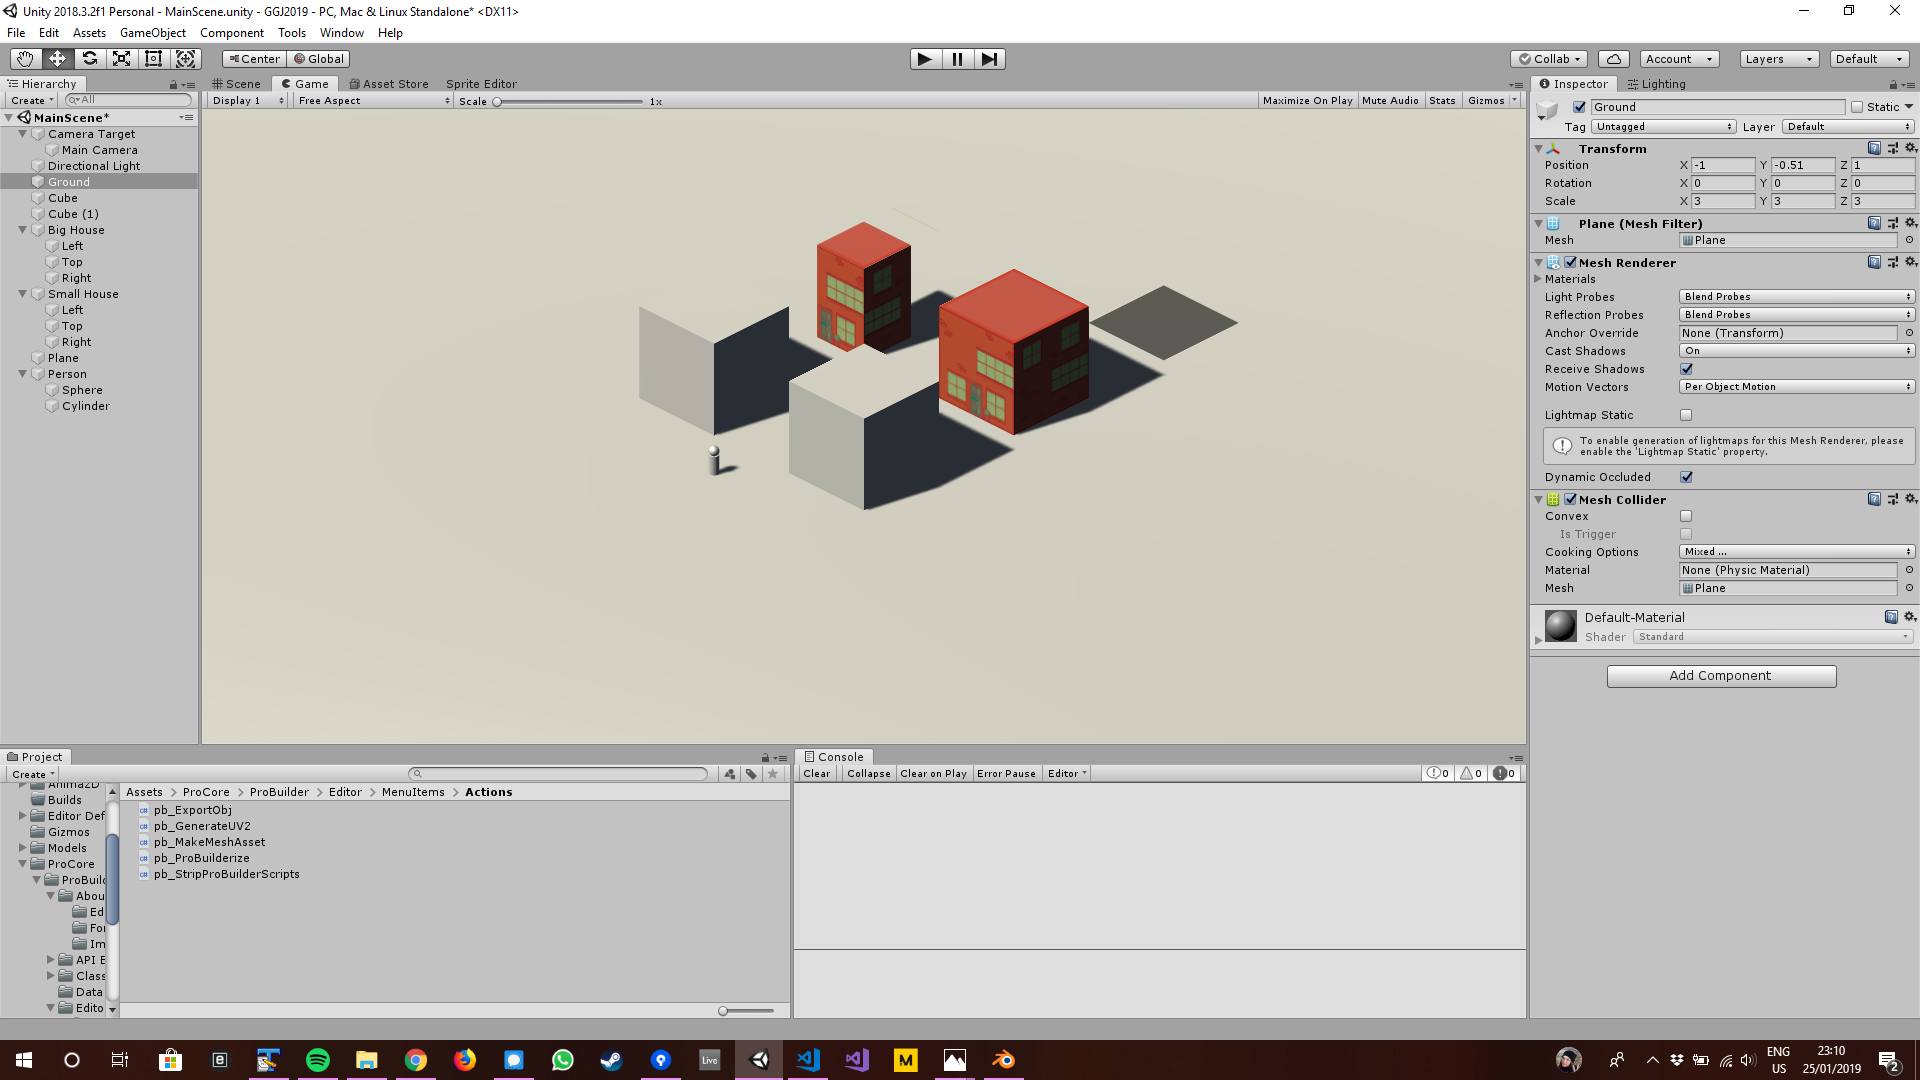 Unity 2018.3.2f1 Personal - MainScene.unity - GGJ2019 - PC, Mac & Linux Standalone* <DX11>
File Edit Assets GameObject Component Tools Window Help
Center Global Collab Account Layers Default
Hierarchy
Create All
MainScene*
Camera Target
Main Camera
Directional Light
Ground
Cube
Cube (1)
Big House
Left
Top
Right
Small House
Left
Top
Right
Plane
Person
Sphere
Cylinder
Scene Game Asset Store Sprite Editor
Display 1 Free Aspect Scale 1x Maximize On Play Mute Audio Stats Gizmos
Inspector Lighting
Ground Static
Tag Untagged Layer Default
Transform
Position X -1 Y -0.51 Z 1
Rotation X 0 Y 0 Z 0
Scale X 3 Y 3 Z 3
Plane (Mesh Filter)
Mesh Plane
Mesh Renderer
Materials
Light Probes Blend Probes
Reflection Probes Blend Probes
Anchor Override None (Transform)
Cast Shadows On
Receive Shadows
Motion Vectors Per Object Motion
Lightmap Static
To enable generation of lightmaps for this Mesh Renderer, please
enable the 'Lightmap Static' property.
Dynamic Occluded
Mesh Collider
Convex
Is Trigger
Cooking Options Mixed ...
Material None (Physic Material)
Mesh Plane
Default-Material
Shader Standard
Add Component
Project
Create
Anima2D
Builds
Editor Def
Gizmos
Models
ProCore
ProBuild
Abou
Ed
For
Im
API E
Class
Data
Edito
Assets > ProCore > ProBuilder > Editor > MenuItems > Actions
pb_ExportObj
pb_GenerateUV2
pb_MakeMeshAsset
pb_ProBuilderize
pb_StripProBuilderScripts
Console
Clear Collapse Clear on Play Error Pause Editor 0 0 0
Live M ENG
US 23:10
25/01/2019 2